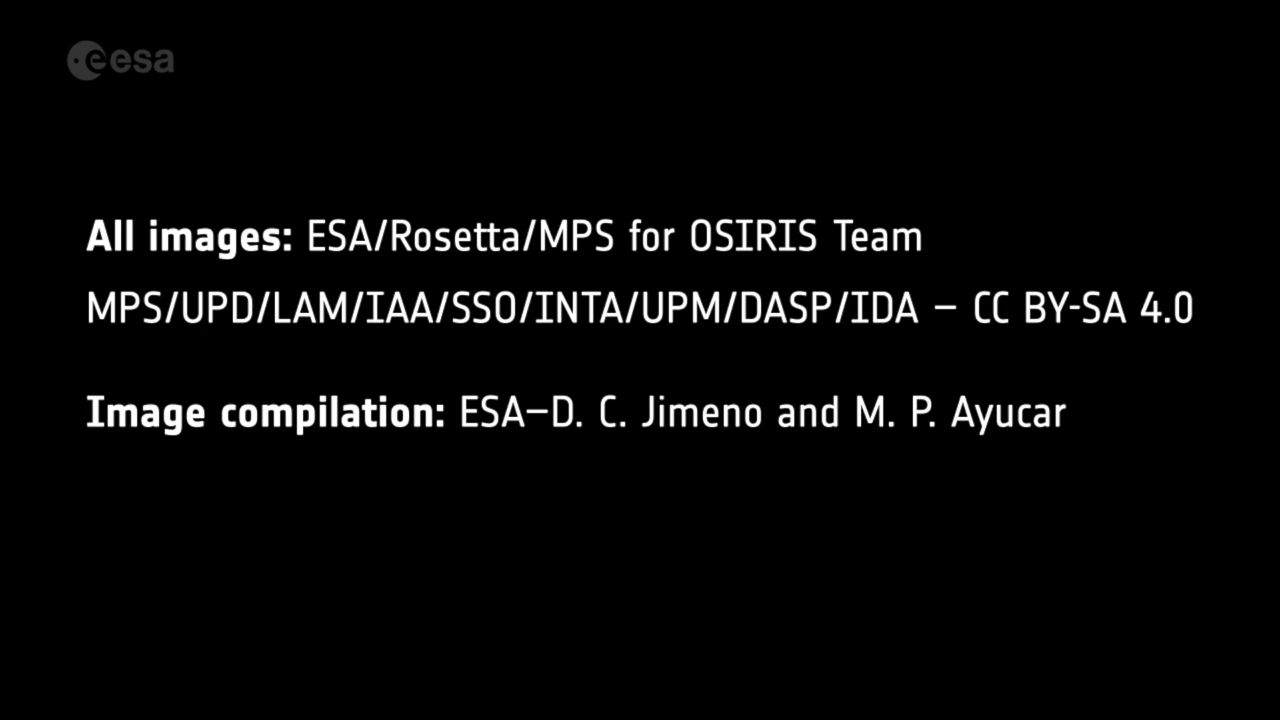 esa
All images: ESA/Rosetta/MPS for OSIRIS Team
MPS/UPD/LAM/IAA/SSO/INTA/UPM/DASP/IDA – CC BY-SA 4.0
Image compilation: ESA–D. C. Jimeno and M. P. Ayucar